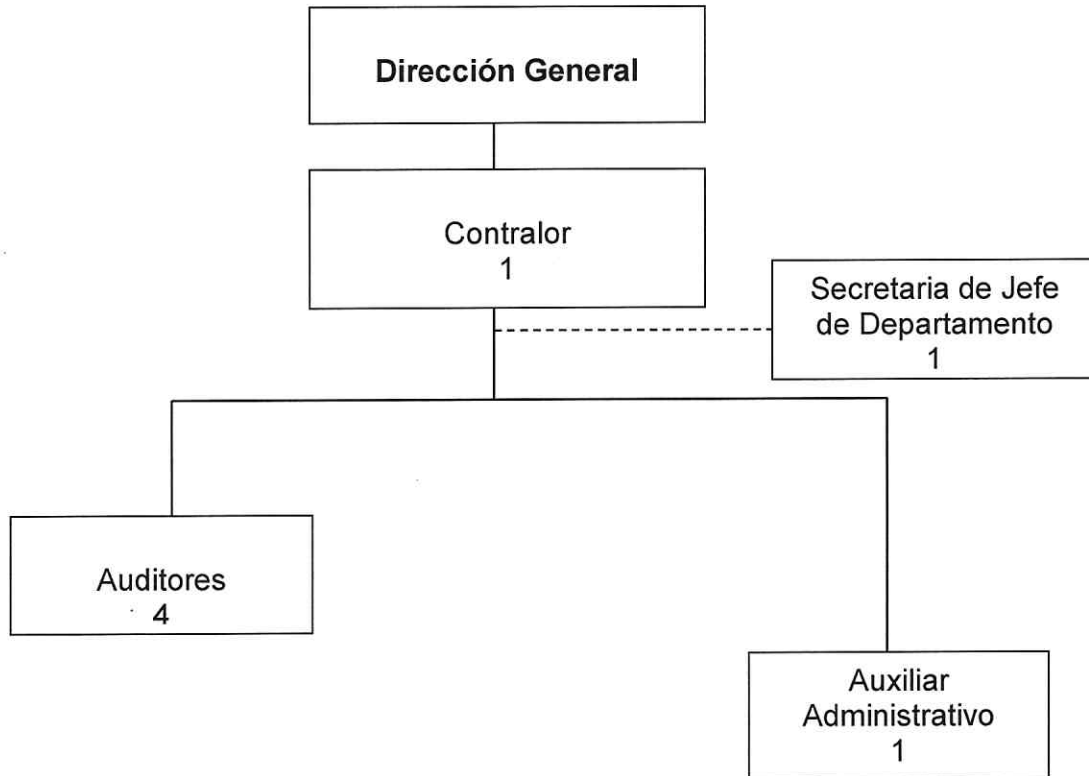 Dirección General
Contralor
1
Secretaria de Jefe
de Departamento
1
Auditores
4
Auxiliar
Administrativo
1